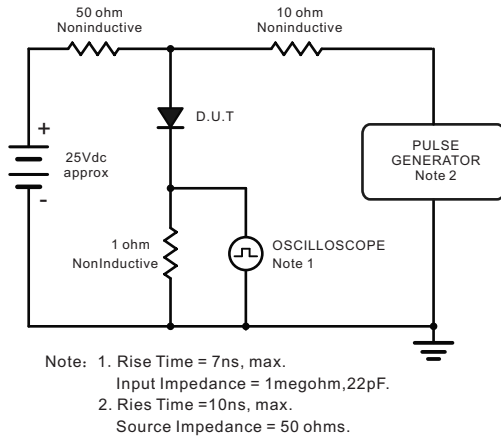 50 ohm
Noninductive
10 ohm
Noninductive
D.U.T
+
25Vdc
approx
-
PULSE
GENERATOR
Note 2
1 ohm
NonInductive
OSCILLOSCOPE
Note 1
Note: 1. Rise Time = 7ns, max.
Input Impedance = 1megohm,22pF.
2. Ries Time =10ns, max.
Source Impedance = 50 ohms.